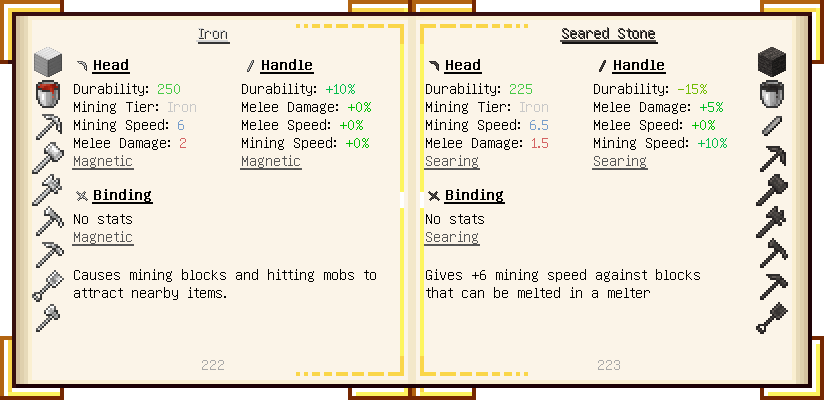 Iron
Head
Durability: 250
Mining Tier: Iron
Mining Speed: 6
Melee Damage: 2
Magnetic
Handle
Durability: +10%
Melee Damage: +0%
Melee Speed: +0%
Mining Speed: +0%
Magnetic
Binding
No stats
Magnetic
Causes mining blocks and hitting mobs to
attract nearby items.
222
Seared Stone
Head
Durability: 225
Mining Tier: Iron
Mining Speed: 6.5
Melee Damage: 1.5
Searing
Handle
Durability: -15%
Melee Damage: +5%
Melee Speed: +0%
Mining Speed: +10%
Searing
Binding
No stats
Searing
Gives +6 mining speed against blocks
that can be melted in a melter
223